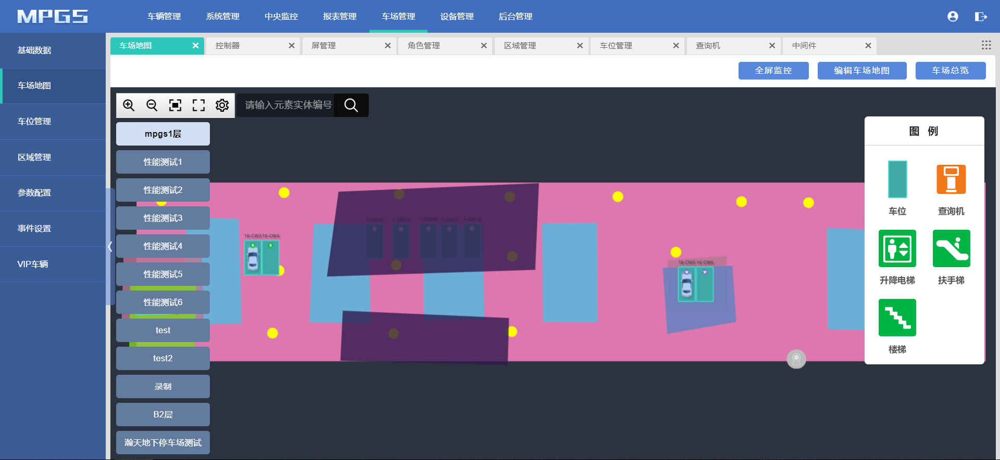 MPGS
车辆管理 系统管理 中央监控 报表管理 车场管理 设备管理 后台管理
基础数据
车场地图
车位管理
区域管理
参数配置
事件设置
VIP车辆
车场地图 控制器 屏管理 角色管理 区域管理 车位管理 查询机 中间件
全屏监控 编辑车场地图 车场总览
请输入元素实体编号
mpgs1层
性能测试1
性能测试2
性能测试3
性能测试4
性能测试5
性能测试6
test
test2
录制
B2层
瀚天地下停车场测试
16-CW3 16-CW4
16-CW5 16-CW6
图 例
车位 查询机
升降电梯 扶手梯
楼梯